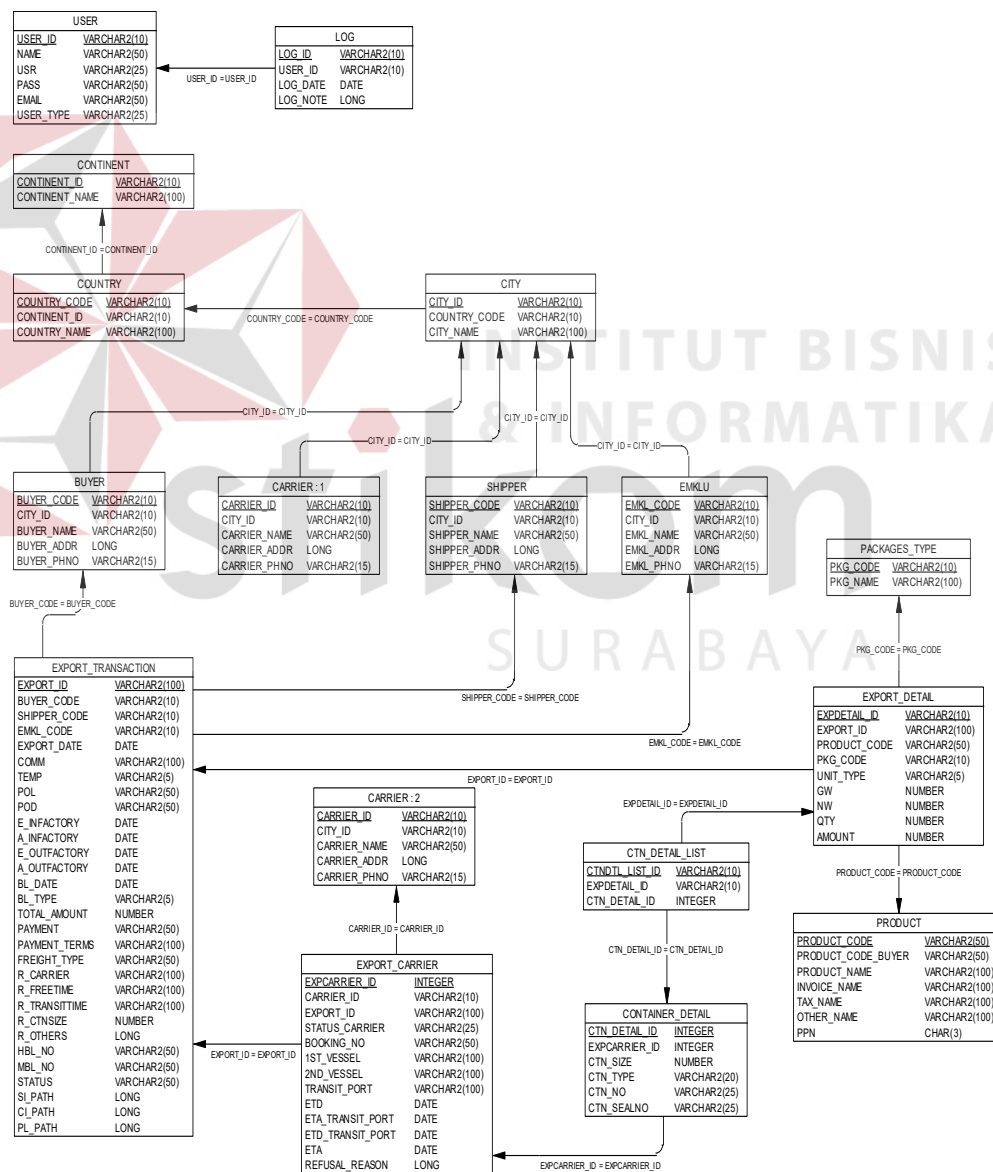 USER
USER_ID VARCHAR2(10)
NAME VARCHAR2(50)
USR VARCHAR2(25)
PASS VARCHAR2(50)
EMAIL VARCHAR2(50)
USER_TYPE VARCHAR2(25)
LOG
LOG_ID VARCHAR2(10)
USER_ID VARCHAR2(10)
LOG_DATE DATE
LOG_NOTE LONG
USER_ID =USER_ID
CONTINENT
CONTINENT_ID VARCHAR2(10)
CONTINENT_NAME VARCHAR2(100)
CONTINENT_ID = CONTINENT_ID
COUNTRY
COUNTRY_CODE VARCHAR2(10)
CONTINENT_ID VARCHAR2(10)
COUNTRY_NAME VARCHAR2(100)
COUNTRY_CODE = COUNTRY_CODE
CITY
CITY_ID VARCHAR2(10)
COUNTRY_CODE VARCHAR2(10)
CITY_NAME VARCHAR2(100)
INSTITUT BISNIS
& INFORMATIKA
stikom
SURABAYA
CITY_ID = CITY_ID
CITY_ID = CITY_ID
CITY_ID = CITY_ID
CITY_ID = CITY_ID
BUYER
BUYER_CODE VARCHAR2(10)
CITY_ID VARCHAR2(10)
BUYER_NAME VARCHAR2(50)
BUYER_ADDR LONG
BUYER_PHNO VARCHAR2(15)
CARRIER : 1
CARRIER_ID VARCHAR2(10)
CITY_ID VARCHAR2(10)
CARRIER_NAME VARCHAR2(50)
CARRIER_ADDR LONG
CARRIER_PHNO VARCHAR2(15)
SHIPPER
SHIPPER_CODE VARCHAR2(10)
CITY_ID VARCHAR2(10)
SHIPPER_NAME VARCHAR2(50)
SHIPPER_ADDR LONG
SHIPPER_PHNO VARCHAR2(15)
EMKLU
EMKL_CODE VARCHAR2(10)
CITY_ID VARCHAR2(10)
EMKL_NAME VARCHAR2(50)
EMKL_ADDR LONG
EMKL_PHNO VARCHAR2(15)
PACKAGES_TYPE
PKG_CODE VARCHAR2(10)
PKG_NAME VARCHAR2(100)
BUYER_CODE = BUYER_CODE
PKG_CODE = PKG_CODE
SHIPPER_CODE = SHIPPER_CODE
EMKL_CODE = EMKL_CODE
EXPORT_ID = EXPORT_ID
EXPORT_TRANSACTION
EXPORT_ID VARCHAR2(100)
BUYER_CODE VARCHAR2(10)
SHIPPER_CODE VARCHAR2(10)
EMKL_CODE VARCHAR2(10)
EXPORT_DATE DATE
COMM VARCHAR2(100)
TEMP VARCHAR2(5)
POL VARCHAR2(50)
POD VARCHAR2(50)
E_INFACTORY DATE
A_INFACTORY DATE
E_OUTFACTORY DATE
A_OUTFACTORY DATE
BL_DATE DATE
BL_TYPE VARCHAR2(5)
TOTAL_AMOUNT NUMBER
PAYMENT VARCHAR2(50)
PAYMENT_TERMS VARCHAR2(100)
FREIGHT_TYPE VARCHAR2(50)
R_CARRIER VARCHAR2(100)
R_FREETIME VARCHAR2(100)
R_TRANSITTIME VARCHAR2(100)
R_CTNSIZE NUMBER
R_OTHERS LONG
HBL_NO VARCHAR2(50)
MBL_NO VARCHAR2(50)
STATUS VARCHAR2(50)
SI_PATH LONG
CI_PATH LONG
PL_PATH LONG
EXPORT_DETAIL
EXPDETAIL_ID VARCHAR2(10)
EXPORT_ID VARCHAR2(100)
PRODUCT_CODE VARCHAR2(50)
PKG_CODE VARCHAR2(10)
UNIT_TYPE VARCHAR2(5)
GW NUMBER
NW NUMBER
QTY NUMBER
AMOUNT NUMBER
CARRIER : 2
CARRIER_ID VARCHAR2(10)
CITY_ID VARCHAR2(10)
CARRIER_NAME VARCHAR2(50)
CARRIER_ADDR LONG
CARRIER_PHNO VARCHAR2(15)
EXPDETAIL_ID = EXPDETAIL_ID
CTN_DETAIL_LIST
CTNDTL_LIST_ID VARCHAR2(10)
EXPDETAIL_ID VARCHAR2(10)
CTN_DETAIL_ID INTEGER
PRODUCT_CODE = PRODUCT_CODE
PRODUCT
PRODUCT_CODE VARCHAR2(50)
PRODUCT_CODE_BUYER VARCHAR2(50)
PRODUCT_NAME VARCHAR2(100)
INVOICE_NAME VARCHAR2(100)
TAX_NAME VARCHAR2(100)
OTHER_NAME VARCHAR2(100)
PPN CHAR(3)
CARRIER_ID = CARRIER_ID
CTN_DETAIL_ID = CTN_DETAIL_ID
EXPORT_CARRIER
EXPCARRIER_ID INTEGER
CARRIER_ID VARCHAR2(10)
EXPORT_ID VARCHAR2(100)
STATUS_CARRIER VARCHAR2(25)
BOOKING_NO VARCHAR2(50)
1ST_VESSEL VARCHAR2(100)
2ND_VESSEL VARCHAR2(100)
TRANSIT_PORT VARCHAR2(100)
ETD DATE
ETA_TRANSIT_PORT DATE
ETD_TRANSIT_PORT DATE
ETA DATE
REFUSAL_REASON LONG
EXPORT_ID = EXPORT_ID
CONTAINER_DETAIL
CTN_DETAIL_ID INTEGER
EXPCARRIER_ID INTEGER
CTN_SIZE NUMBER
CTN_TYPE VARCHAR2(20)
CTN_NO VARCHAR2(25)
CTN_SEALNO VARCHAR2(25)
EXPCARRIER_ID = EXPCARRIER_ID